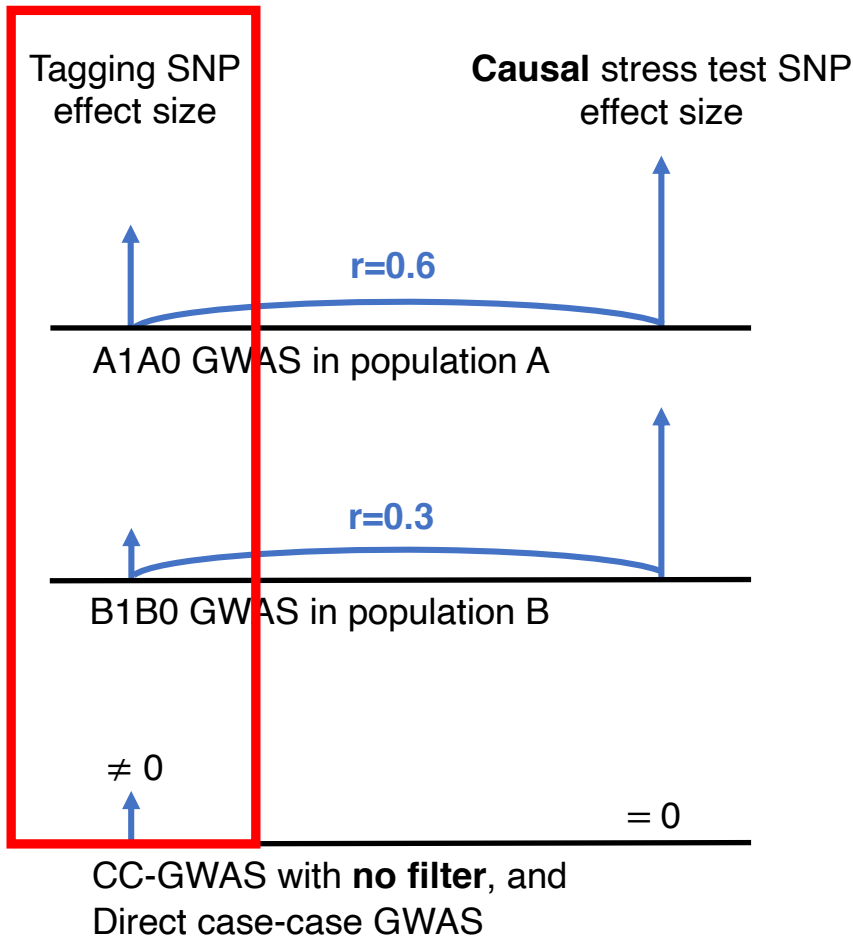 Tagging SNP
effect size
Causal stress test SNP
effect size
r=0.6
A1A0 GWAS in population A
r=0.3
B1B0 GWAS in population B
≠ 0
= 0
CC-GWAS with no filter, and
Direct case-case GWAS